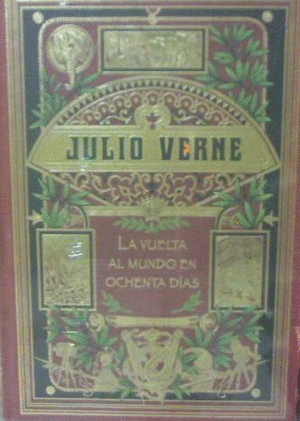 JULIO VERNE
LA VUELTA
AL MUNDO EN
OCHENTA DÍAS